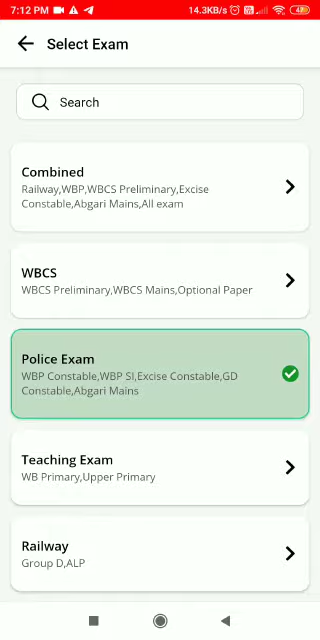 7:12 PM 14.3KB/s
Select Exam
Search
Combined
Railway,WBP,WBCS Preliminary,Excise
Constable,Abgari Mains,All exam
WBCS
WBCS Preliminary,WBCS Mains,Optional Paper
Police Exam
WBP Constable,WBP SI,Excise Constable,GD
Constable,Abgari Mains
Teaching Exam
WB Primary,Upper Primary
Railway
Group D,ALP